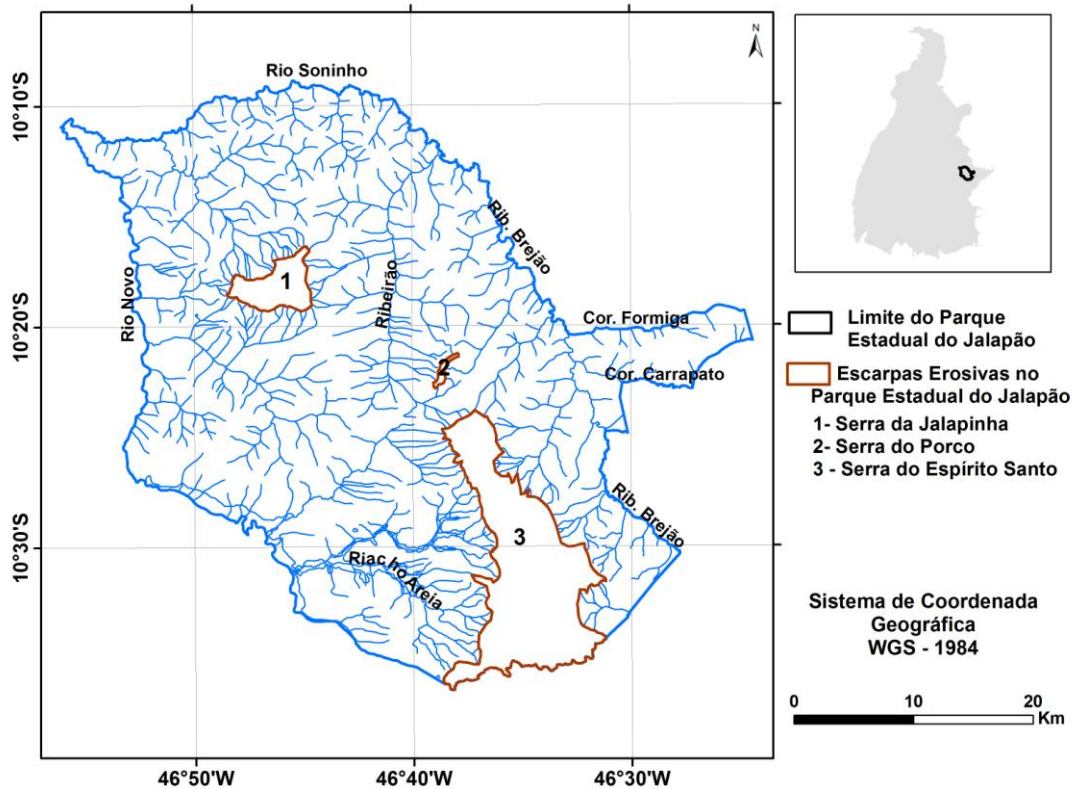 N
Rio Soninho
10°10'S
Rib. Brejão
1
Ribeirão
Rio Novo
Cor. Formiga
10°20'S
2
Cor. Carrapato
3
Rib. Brejão
10°30'S
Riacho Areia
46°50'W
46°40'W
46°30'W
Limite do Parque
Estadual do Jalapão
Escarpas Erosivas no
Parque Estadual do Jalapão
1- Serra da Jalapinha
2- Serra do Porco
3 - Serra do Espírito Santo
Sistema de Coordenada
Geográfica
WGS - 1984
0 10 20
Km